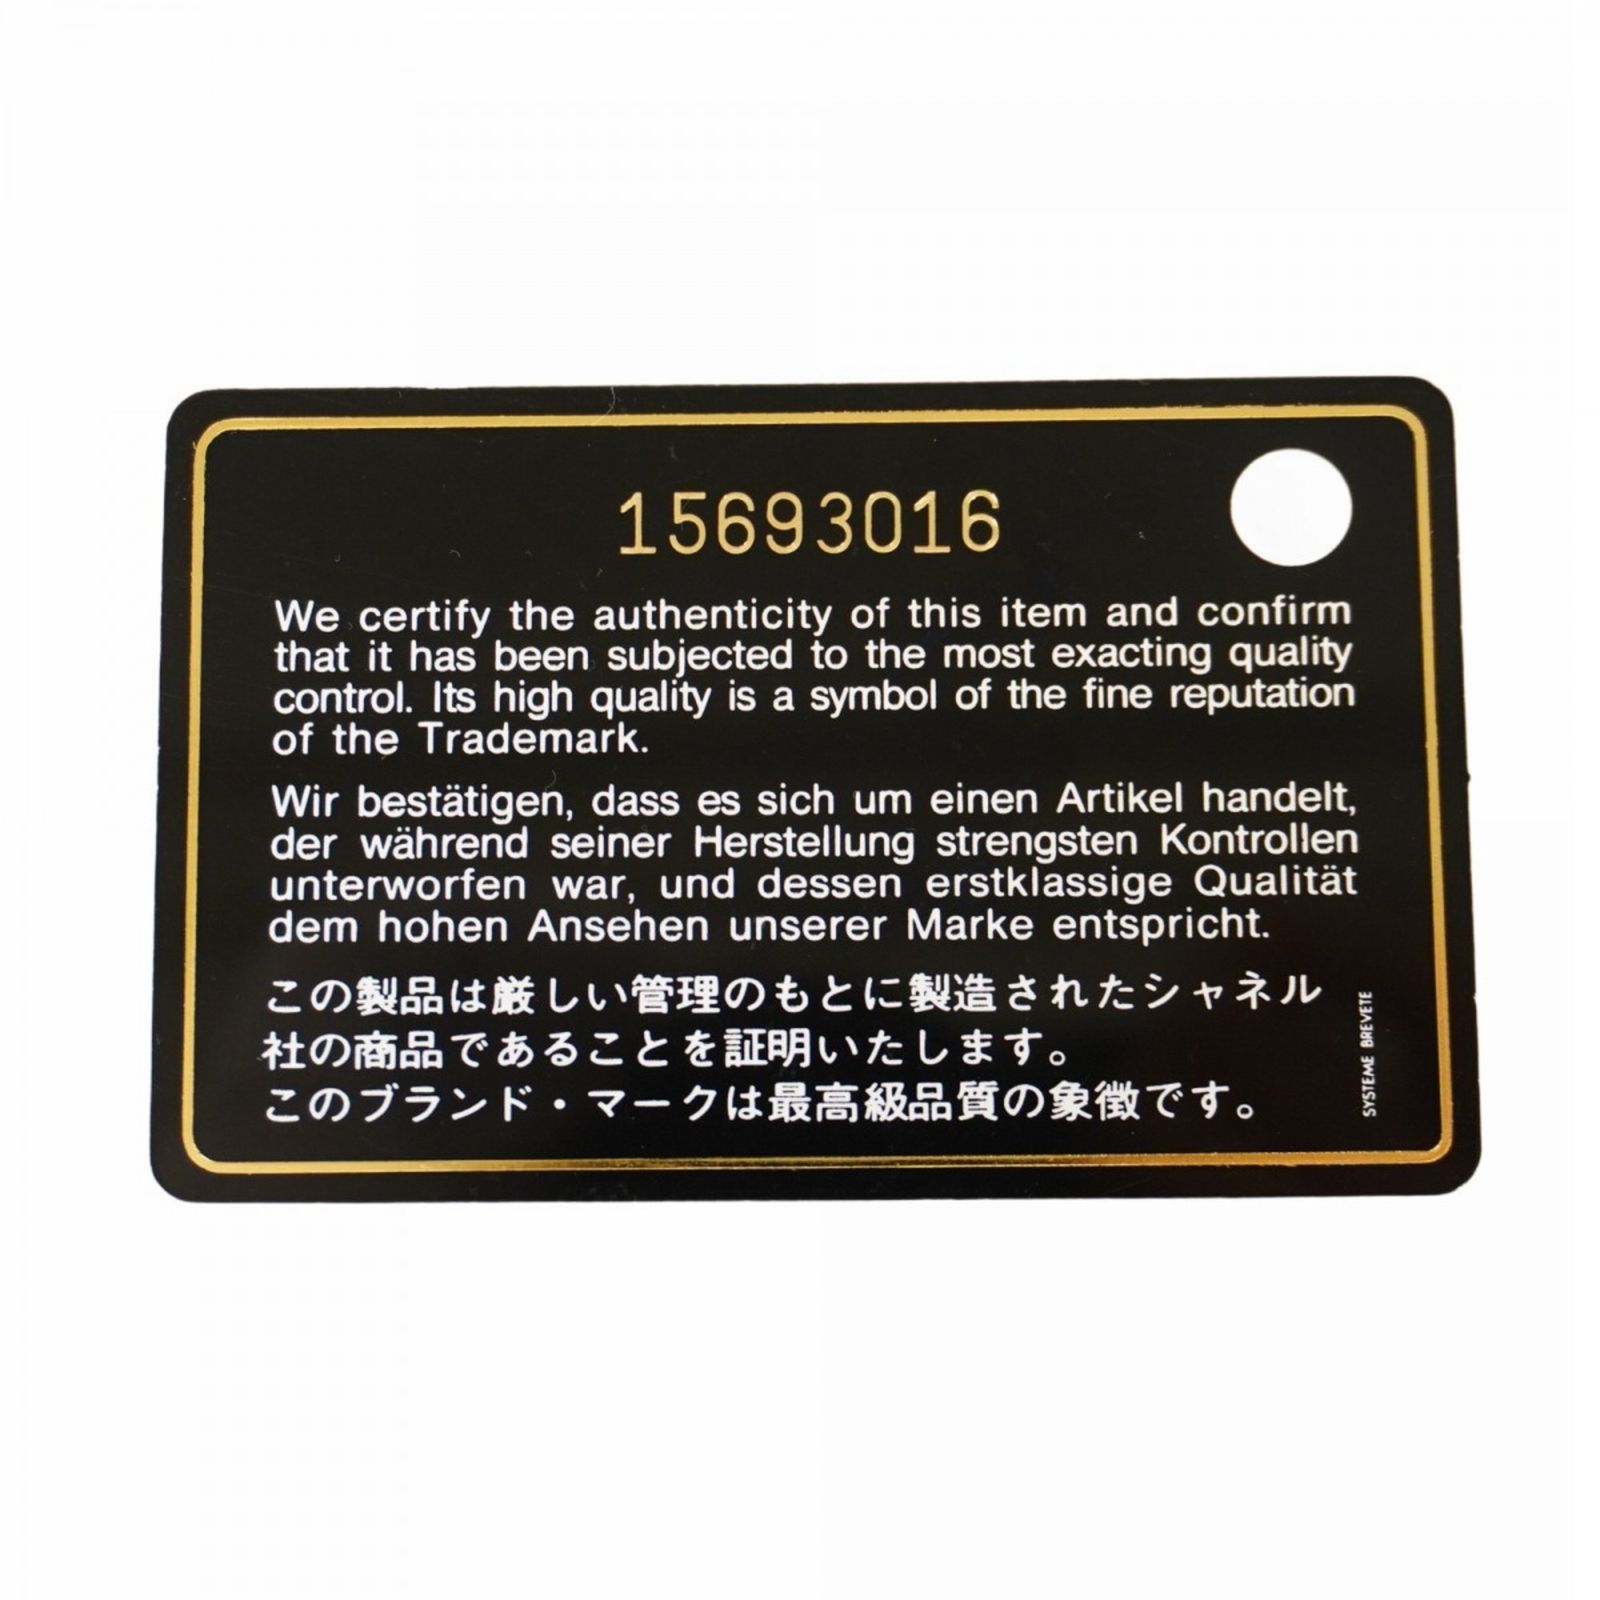 15693016
We certify the authenticity of this item and confirm
that it has been subjected to the most exacting quality
control. Its high quality is a symbol of the fine reputation
of the Trademark.
Wir bestätigen, dass es sich um einen Artikel handelt,
der während seiner Herstellung strengsten Kontrollen
unterworfen war, und dessen erstklassige Qualität
dem hohen Ansehen unserer Marke entspricht.
この製品は厳しい管理のもとに製造されたシャネル
社の商品であることを証明いたします。
このブランド・マークは最高級品質の象徴です。
SYSTEME BREVETE